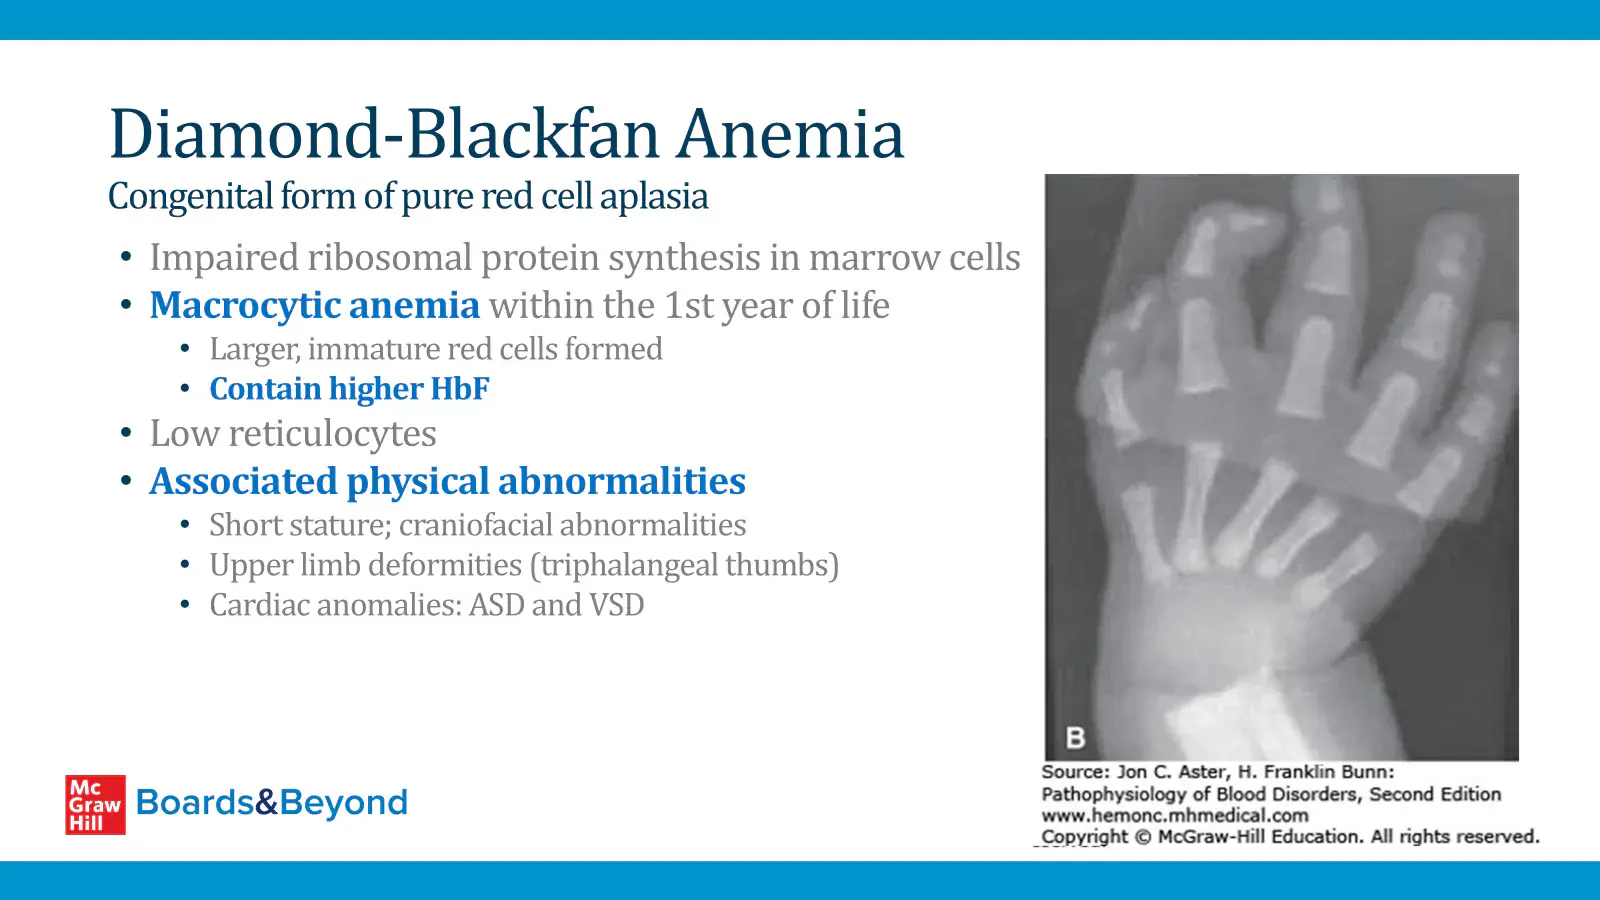 Diamond-Blackfan Anemia
Congenital form of pure red cell aplasia
• Impaired ribosomal protein synthesis in marrow cells
• Macrocytic anemia within the 1st year of life
• Larger, immature red cells formed
• Contain higher HbF
• Low reticulocytes
• Associated physical abnormalities
• Short stature; craniofacial abnormalities
• Upper limb deformities (triphalangeal thumbs)
• Cardiac anomalies: ASD and VSD
B
Source: Jon C. Aster, H. Franklin Bunn:
Pathophysiology of Blood Disorders, Second Edition
www.hemonc.mhmedical.com
Copyright © McGraw-Hill Education. All rights reserved.
Mc
Graw
Hill
Boards&Beyond